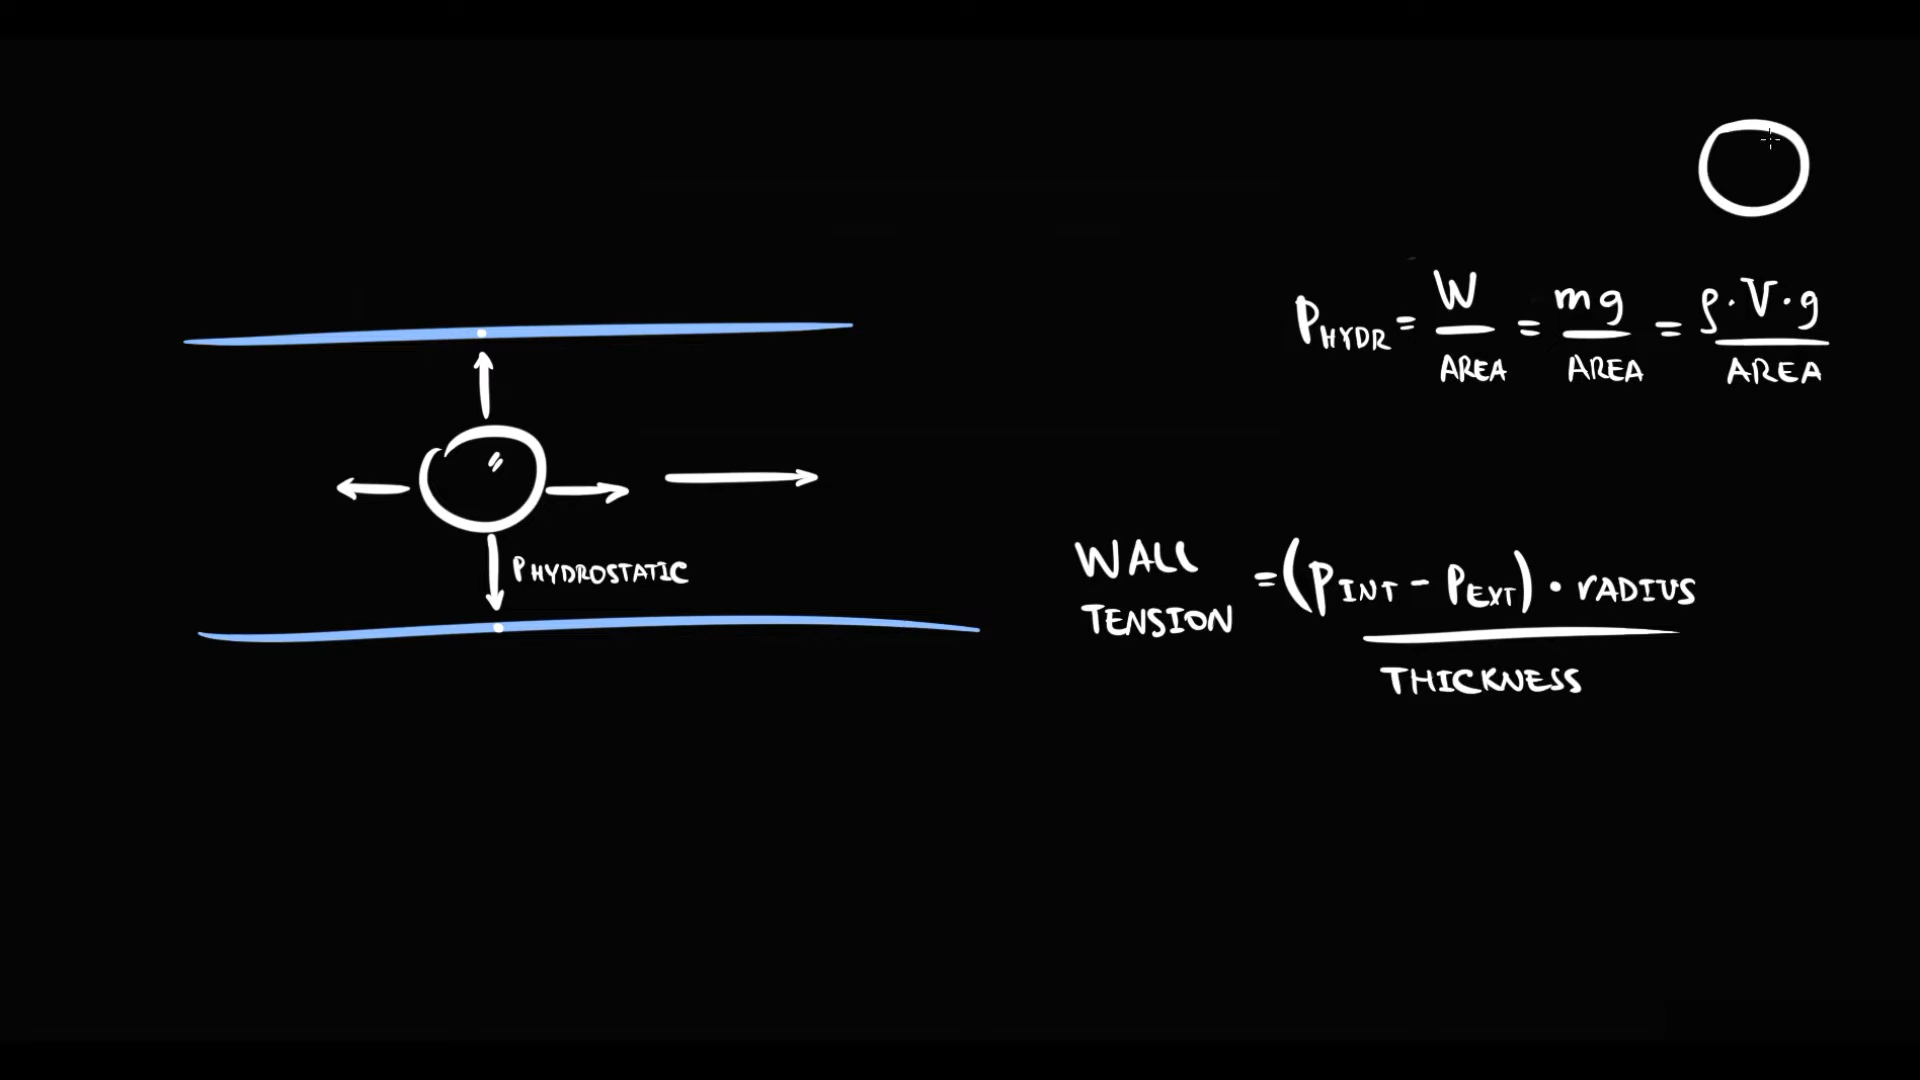 PHYDR = W/AREA = mg/AREA = ρ·V·g/AREA
PHYDROSTATIC
WALL TENSION = (PINT - PEXT) · RADIUS / THICKNESS